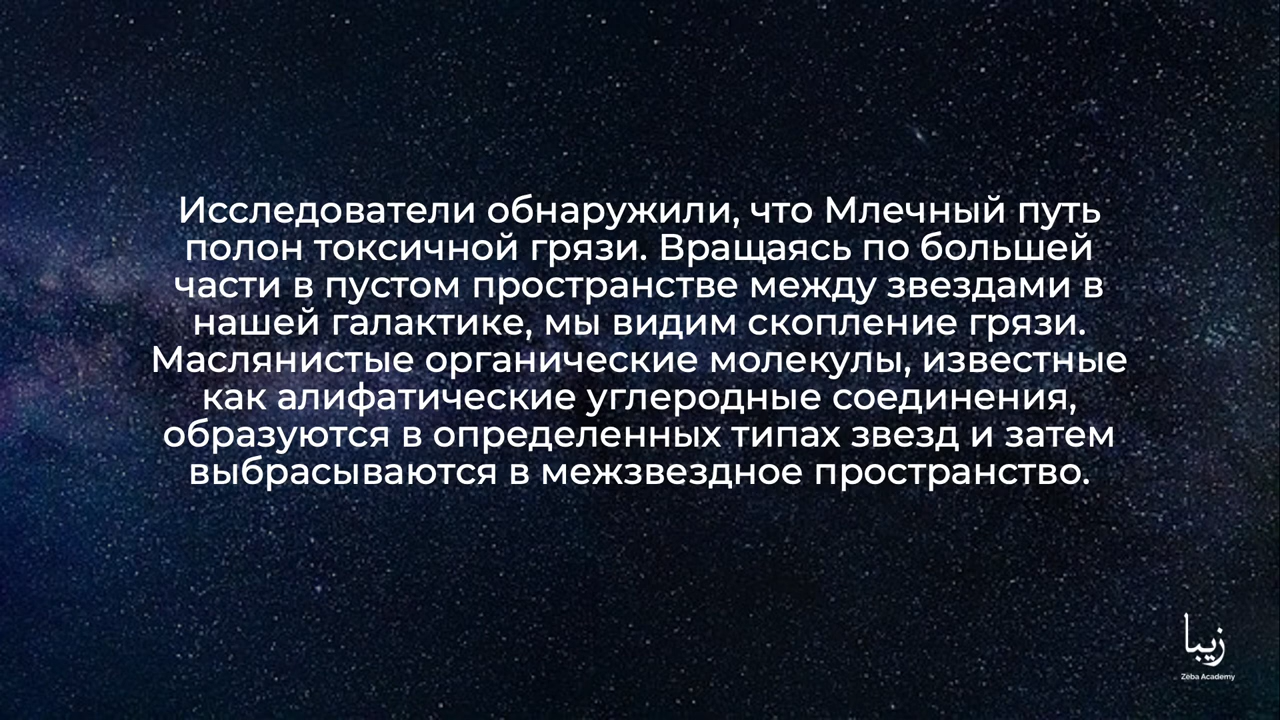 Исследователи обнаружили, что Млечный путь
полон токсичной грязи. Вращаясь по большей
части в пустом пространстве между звездами в
нашей галактике, мы видим скопление грязи.
Маслянистые органические молекулы, известные
как алифатические углеродные соединения,
образуются в определенных типах звезд и затем
выбрасываются в межзвездное пространство.
زیبا
Zeba Academy